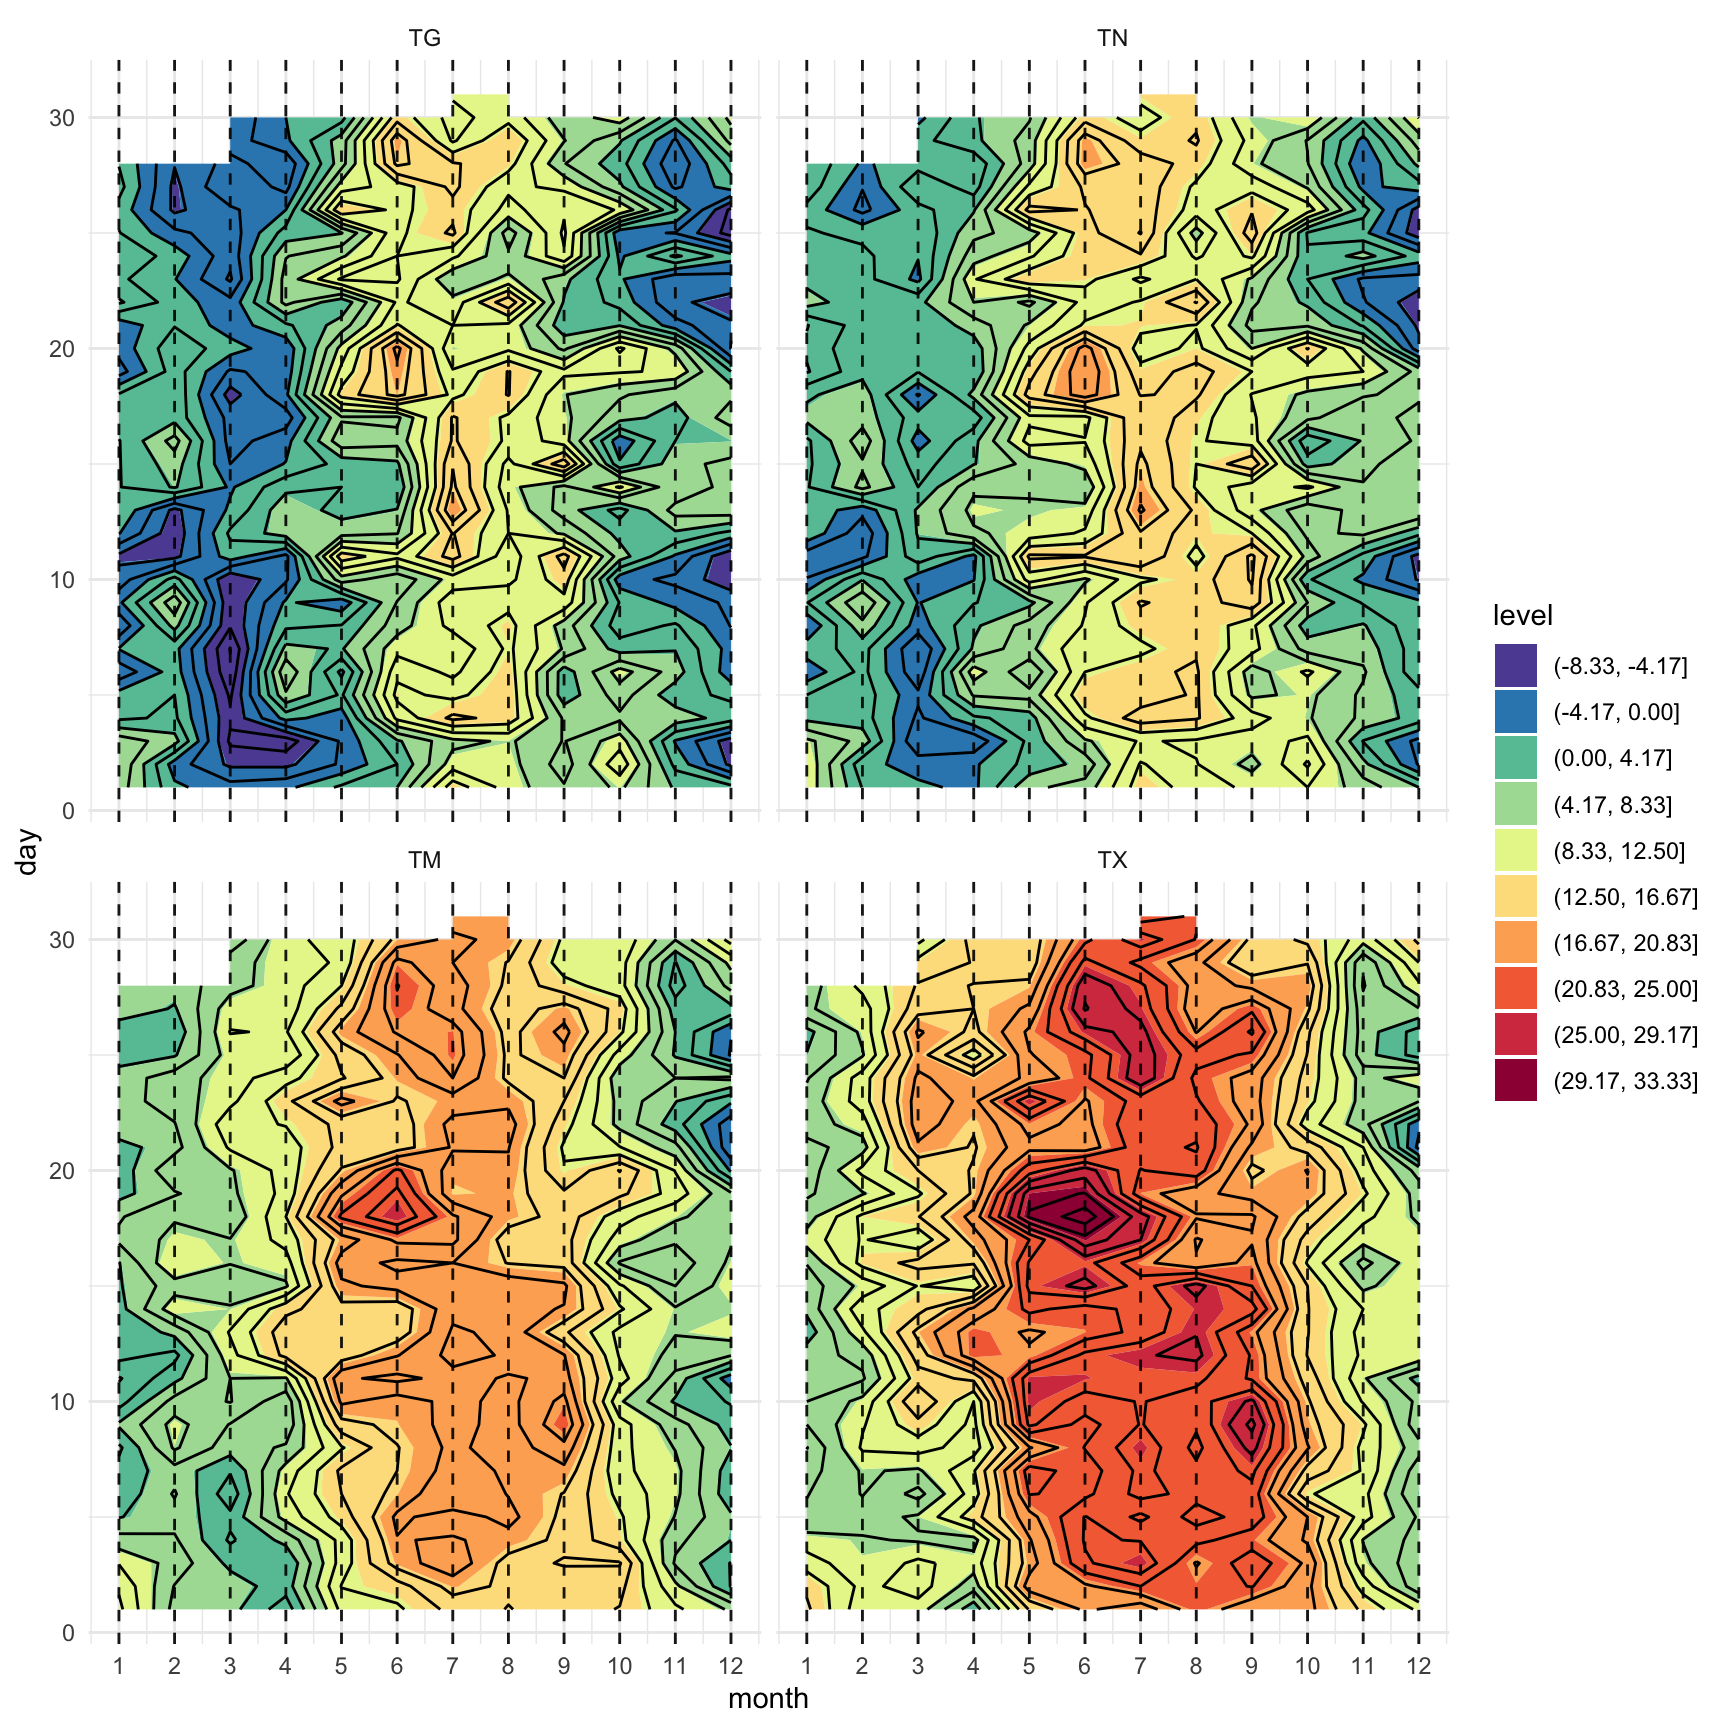 TG
TN
30
20
10
0
day
TM
TX
30
20
10
0
1 2 3 4 5 6 7 8 9 10 11 12
1 2 3 4 5 6 7 8 9 10 11 12
month
level
(-8.33, -4.17]
(-4.17, 0.00]
(0.00, 4.17]
(4.17, 8.33]
(8.33, 12.50]
(12.50, 16.67]
(16.67, 20.83]
(20.83, 25.00]
(25.00, 29.17]
(29.17, 33.33]